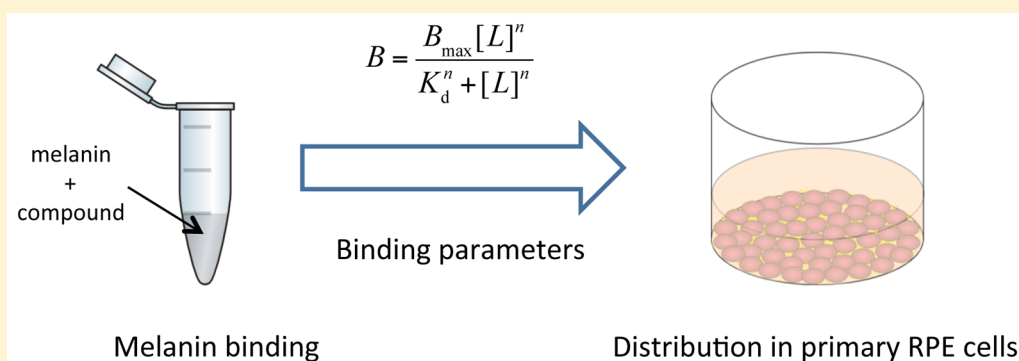 B = B_max [L]^n / (K_d^n + [L]^n)
melanin
+
compound
Binding parameters
Melanin binding
Distribution in primary RPE cells